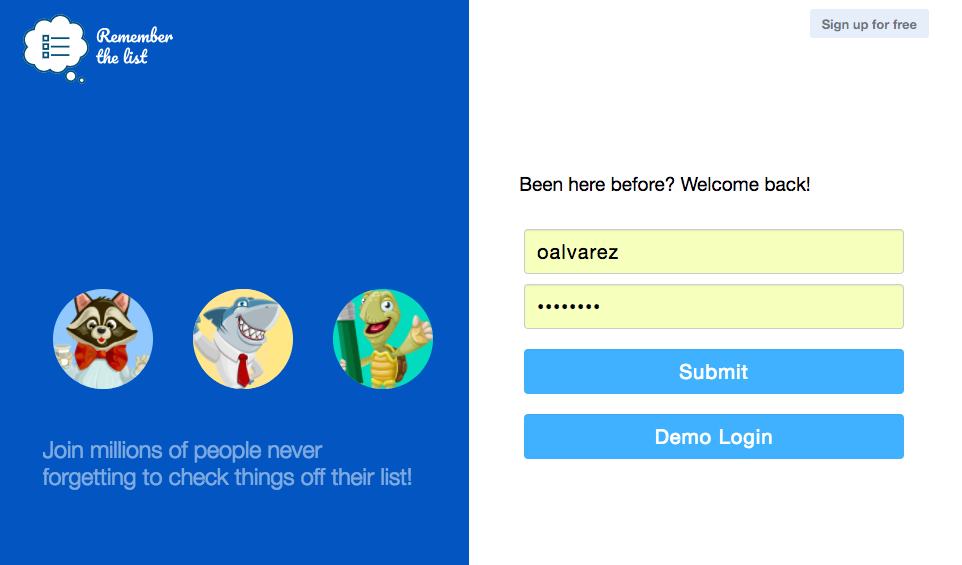 Remember
the list
Join millions of people never
forgetting to check things off their list!
Sign up for free
Been here before? Welcome back!
oalvarez
••••••••
Submit
Demo Login